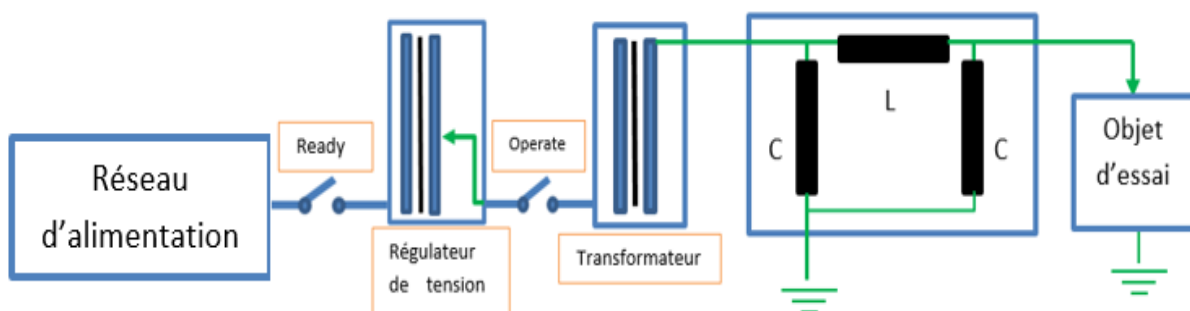 Réseau
d'alimentation
Ready
Régulateur
de tension
Operate
Transformateur
C
L
C
Objet
d'essai